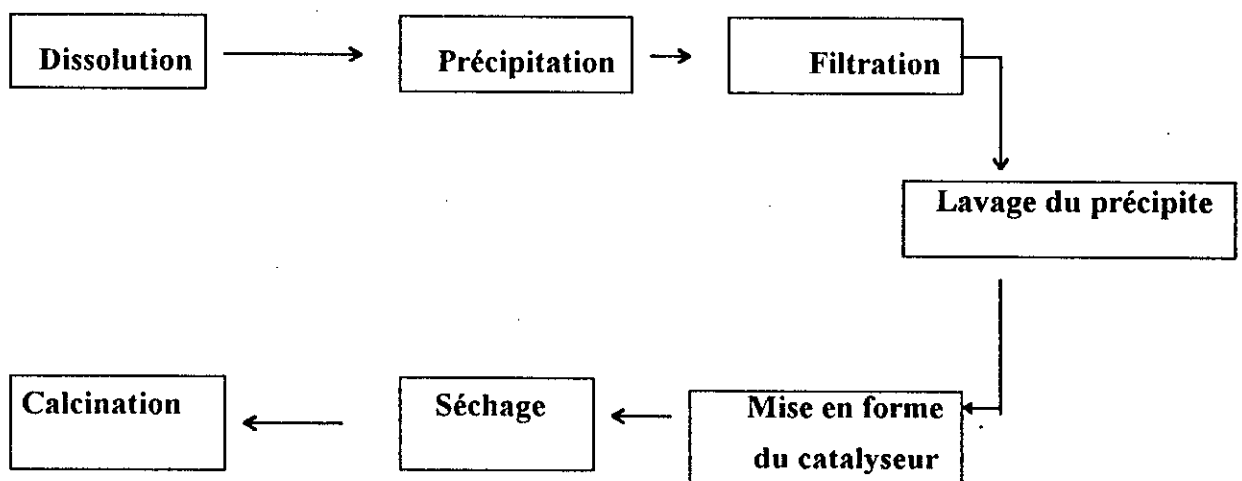 Dissolution
Précipitation
Filtration
Lavage du précipite
Mise en forme
du catalyseur
Séchage
Calcination